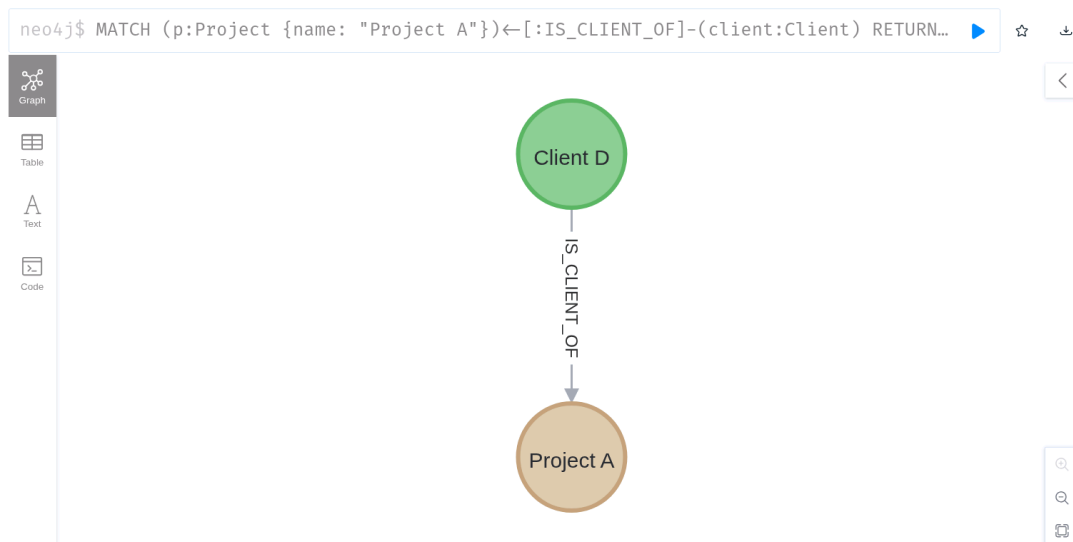 neo4j$ MATCH (p:Project {name: "Project A"})<-[:IS_CLIENT_OF]-(client:Client) RETURN…
Graph
Table
Text
Code
Client D
IS_CLIENT_OF
Project A